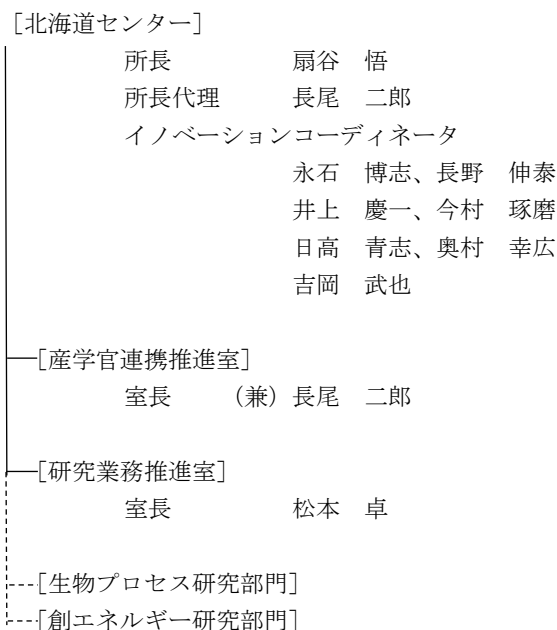 ［北海道センター］
所長　扇谷　悟
所長代理　長尾　二郎
イノベーションコーディネータ
永石　博志、長野　伸泰
井上　慶一、今村　琢磨
日高　青志、奥村　幸広
吉岡　武也
［産学官連携推進室］
室長　（兼）長尾　二郎
［研究業務推進室］
室長　松本　卓
［生物プロセス研究部門］
［創エネルギー研究部門］